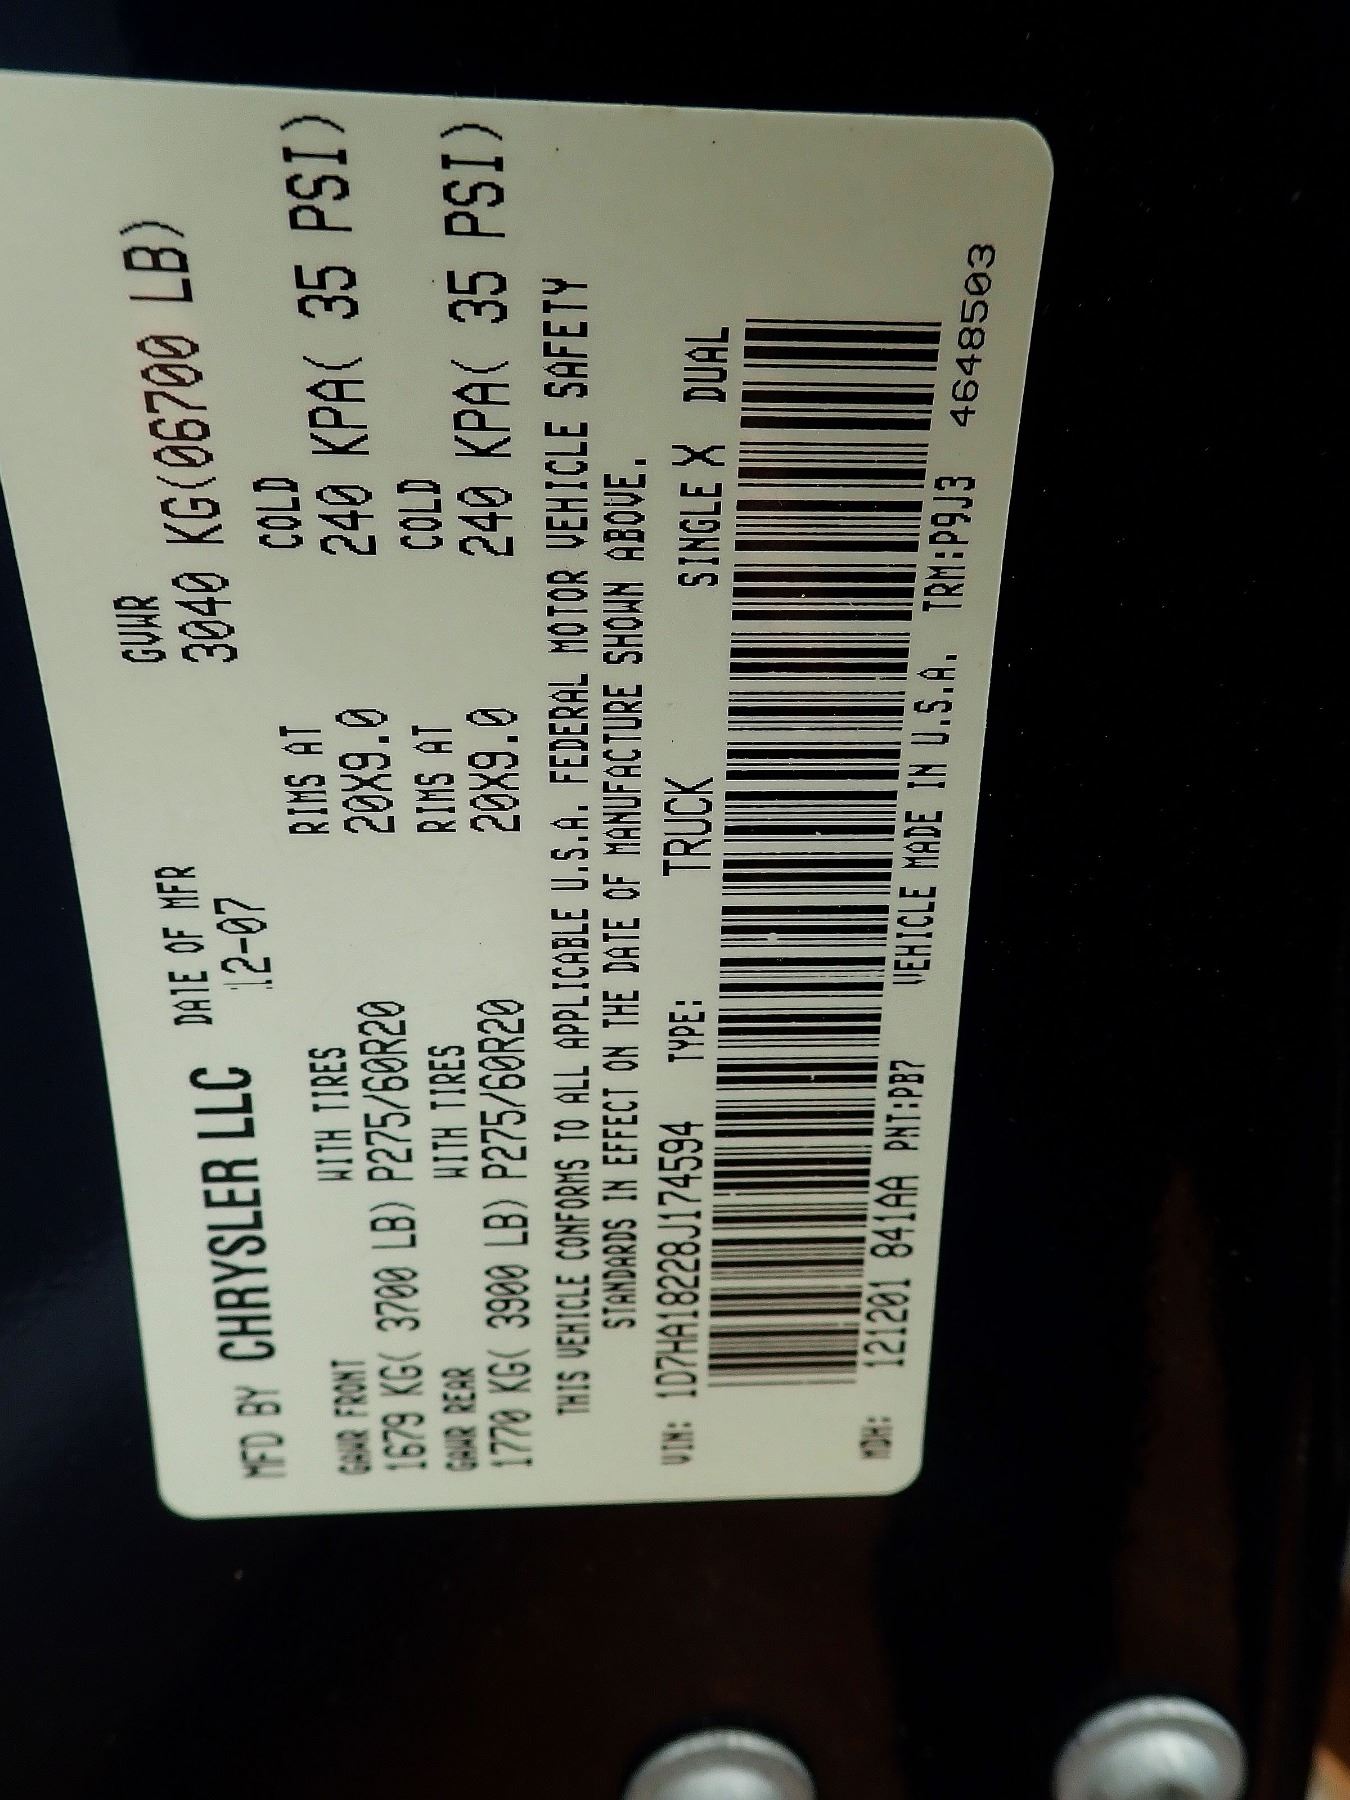 MFD BY CHRYSLER LLC DATE OF MFR 12-07 GVWR 3040 KG(06700 LB)
GAWR FRONT WITH TIRES RIMS AT COLD
1679 KG( 3700 LB) P275/60R20 20X9.0 240 KPA( 35 PSI)
GAWR REAR WITH TIRES RIMS AT COLD
1770 KG( 3900 LB) P275/60R20 20X9.0 240 KPA( 35 PSI)
THIS VEHICLE CONFORMS TO ALL APPLICABLE U.S.A. FEDERAL MOTOR VEHICLE SAFETY
STANDARDS IN EFFECT ON THE DATE OF MANUFACTURE SHOWN ABOVE.
VIN: 1D7HA18228J174594 TYPE: TRUCK SINGLE X DUAL
MDH: 121201 841AA PNT:PB7 VEHICLE MADE IN U.S.A. TRM:P9J3 4648503